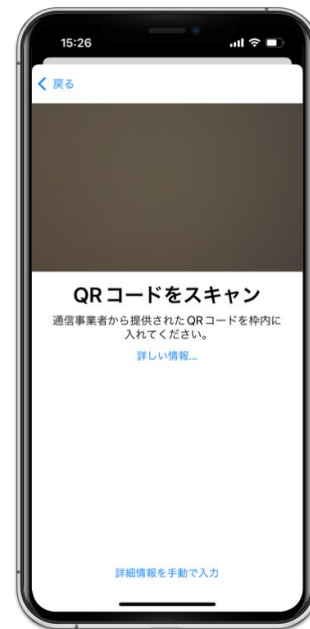 15:26
戻る
QRコードをスキャン
通信事業者から提供されたQRコードを枠内に
入れてください。
詳しい情報...
詳細情報を手動で入力